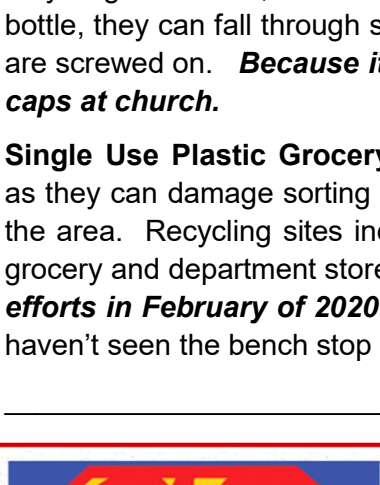 bottle, they can fall through s
are screwed on. Because it
caps at church.
Single Use Plastic Grocery
as they can damage sorting
the area. Recycling sites inc
grocery and department store
efforts in February of 2020
haven’t seen the bench stop